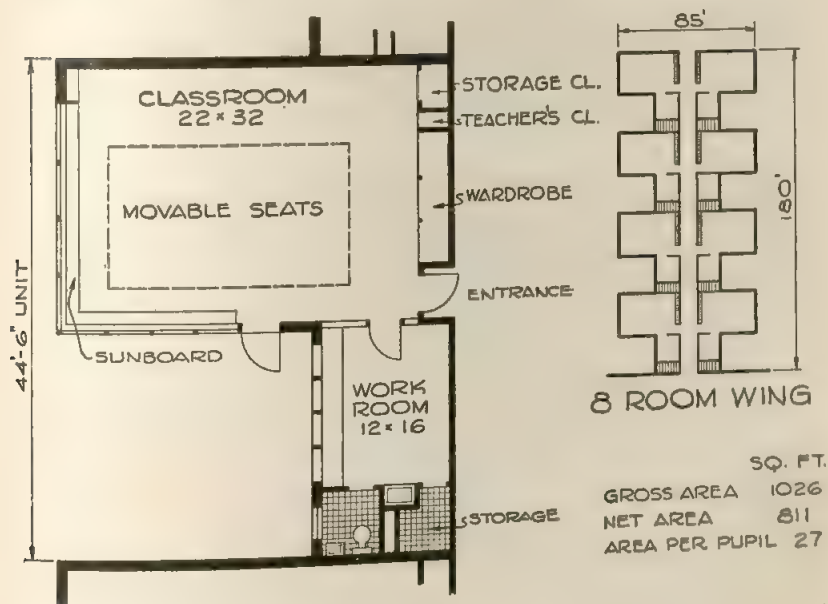 CLASSROOM
22 x 32
MOVABLE SEATS
STORAGE CL.
TEACHER'S CL.
WARDROBE
ENTRANCE
SUNBOARD
44'-6" UNIT
WORK
ROOM
12 x 16
STORAGE
85'
180'
8 ROOM WING
SQ. FT.
GROSS AREA 1026
NET AREA 811
AREA PER PUPIL 27